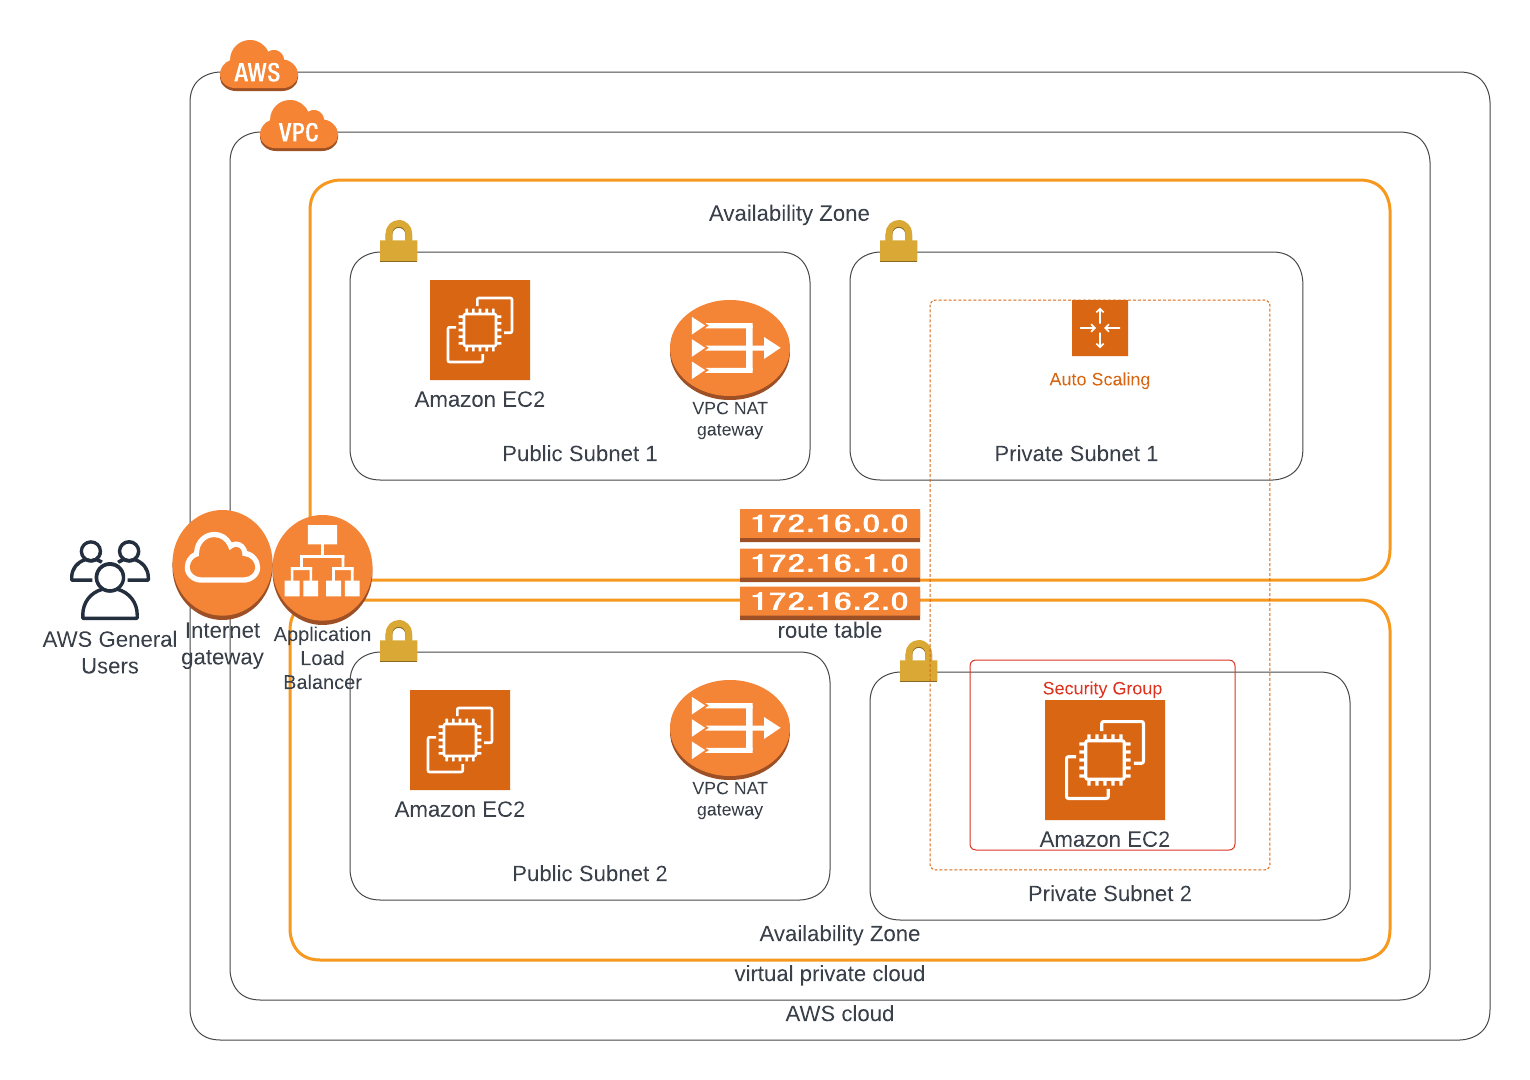 AWS
VPC
Availability Zone
Amazon EC2
VPC NAT
gateway
Public Subnet 1
Auto Scaling
Private Subnet 1
172.16.0.0
172.16.1.0
172.16.2.0
route table
AWS General
Users
Internet
gateway
Application
Load
Balancer
Amazon EC2
VPC NAT
gateway
Public Subnet 2
Security Group
Amazon EC2
Private Subnet 2
Availability Zone
virtual private cloud
AWS cloud